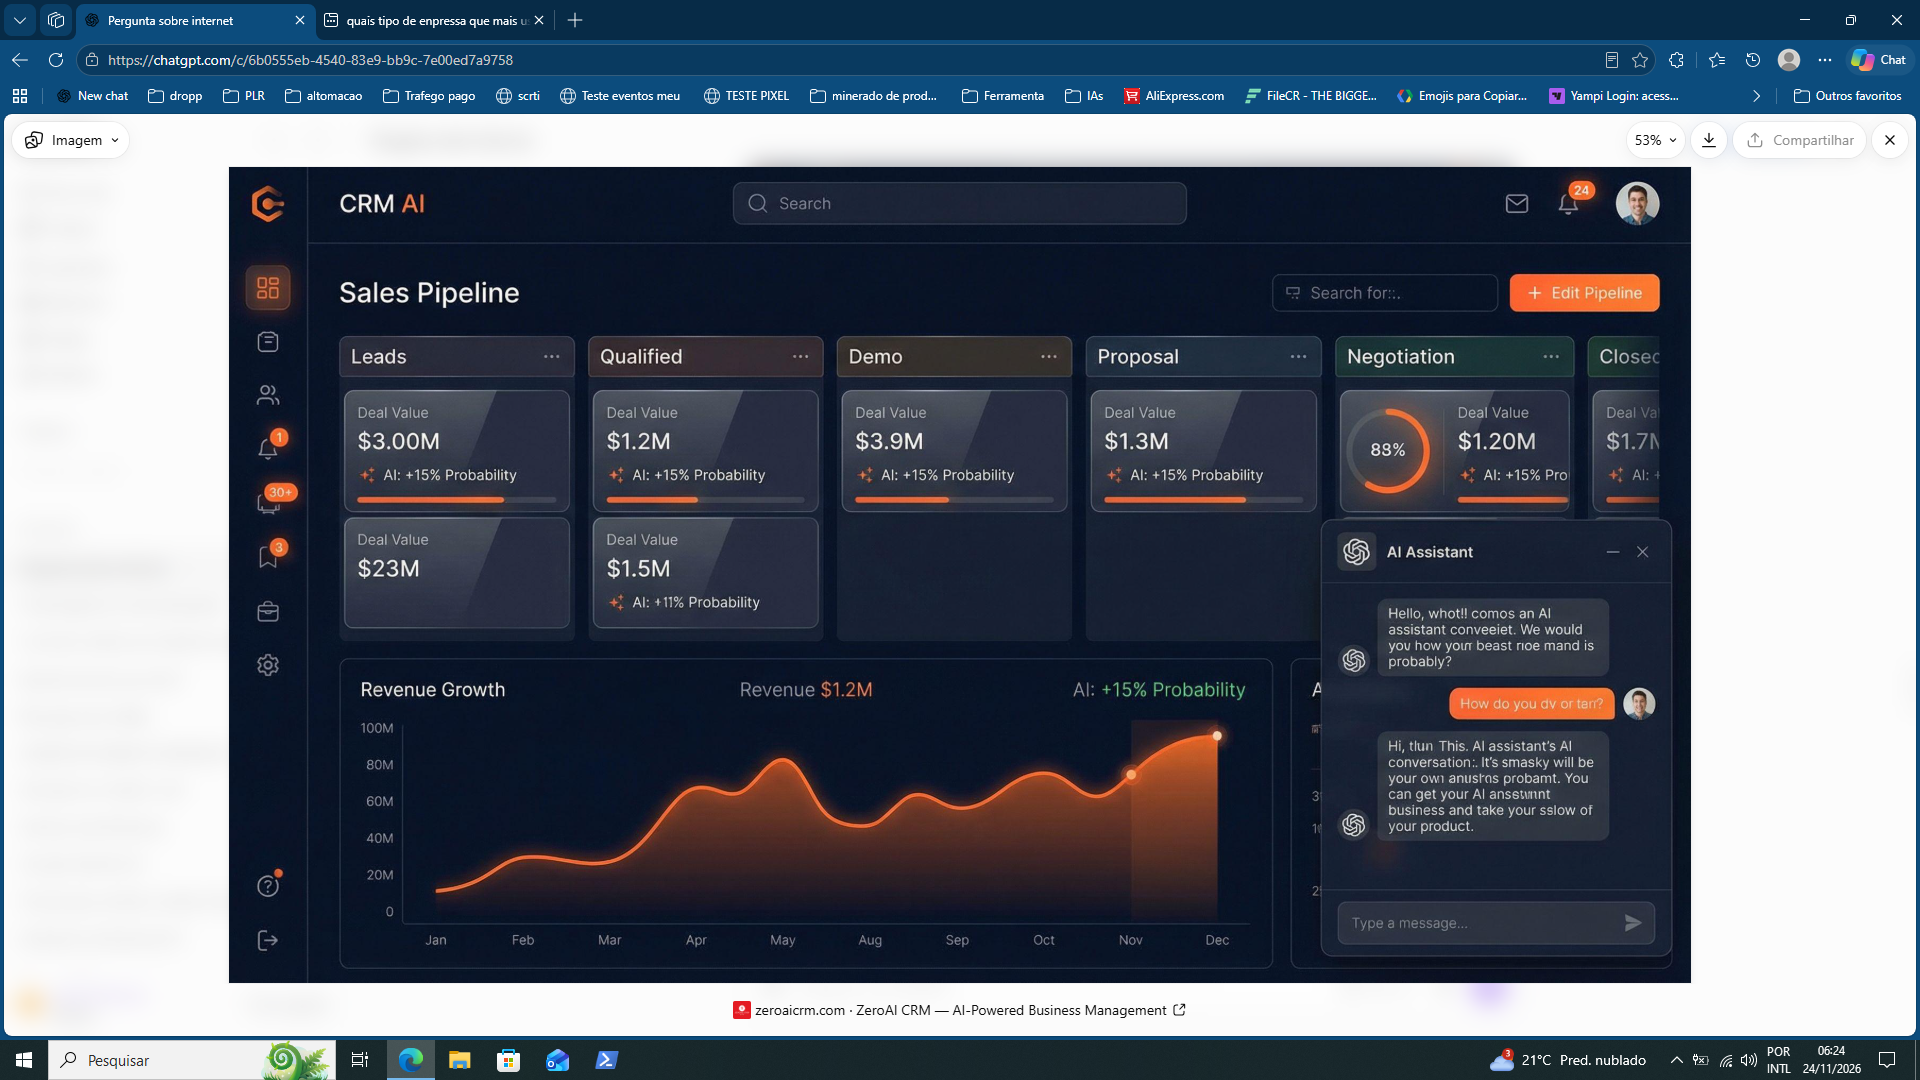 Pergunta sobre internet
quais tipo de enpressa que mais u
https://chatgpt.com/c/6b0555eb-4540-83e9-bb9c-7e00ed7a9758
Chat
New chat
dropp
PLR
altomacao
Trafego pago
scrti
Teste eventos meu
TESTE PIXEL
minerado de prod...
Ferramenta
IAs
AliExpress.com
FileCR - THE BIGGE...
Emojis para Copiar...
Yampi Login: acess...
Outros favoritos
Imagem
53%
Compartilhar
CRM AI
Search
24
Sales Pipeline
Search for:.
+ Edit Pipeline
Leads ...
Qualified ...
Demo ...
Proposal ...
Negotiation ...
Closed
Deal Value
$3.00M
AI: +15% Probability
Deal Value
$1.2M
AI: +15% Probability
Deal Value
$3.9M
AI: +15% Probability
Deal Value
$1.3M
AI: +15% Probability
88%
Deal Value
$1.20M
AI: +15% Pro
Deal Va
$1.7M
AI: +
Deal Value
$23M
Deal Value
$1.5M
AI: +11% Probability
1
30+
3
Revenue Growth
Revenue $1.2M
AI: +15% Probability
100M
80M
60M
40M
20M
0
Jan Feb Mar Apr May Aug Sep Oct Nov Dec
A
AI Assistant
Hello, whot!! comos an AI
assistant conveeiet. We would
you how your beast noe mand is
probably?
How do you dv or tarr?
Hi, tlun This. AI assistant's AI
conversation:. It's smasky will be
your own anustns probamt. You
can get your AI ansetwnnt
business and take your sslow of
your product.
Type a message...
zeroaicrm.com · ZeroAI CRM — AI-Powered Business Management
Pesquisar
3
21°C Pred. nublado
POR
INTL
06:24
24/11/2026